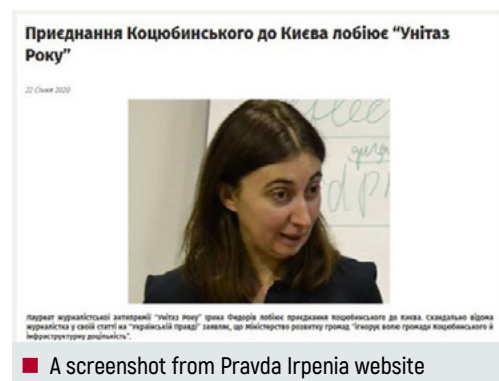 Приєднання Коцюбинського до Києва лобіює “Унітаз
Року”
22 Січня 2020
Лауреат журналістської антипремії "Унітаз Року" Ірина Федорів лобіює приєднання Коцюбинського до Києва. Скандально відома
журналістка у своїй статті на "Українській Правді" заявляє, що Міністерство розвитку громад "ігнорує волю громади Коцюбинського й
інфраструктурну доцільність".
A screenshot from Pravda Irpenia website